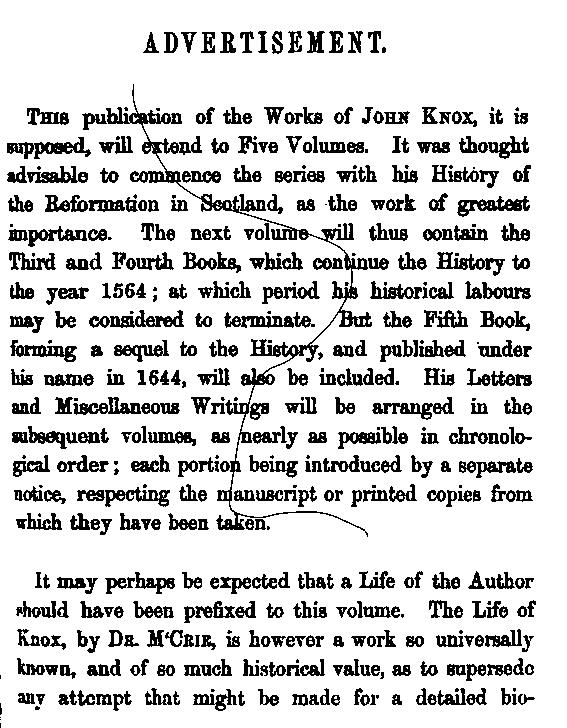 ADVERTISEMENT.
THIS publication of the Works of JOHN KNOX, it is
supposed, will extend to Five Volumes. It was thought
advisable to commence the series with his History of
the Reformation in Scotland, as the work of greatest
importance. The next volume will thus contain the
Third and Fourth Books, which continue the History to
the year 1564 ; at which period his historical labours
may be considered to terminate. But the Fifth Book,
forming a sequel to the History, and published under
his name in 1644, will also be included. His Letters
and Miscellaneous Writings will be arranged in the
subsequent volumes, as nearly as possible in chronolo-
gical order ; each portion being introduced by a separate
notice, respecting the manuscript or printed copies from
which they have been taken.
It may perhaps be expected that a Life of the Author
should have been prefixed to this volume. The Life of
Knox, by DR. M'CRIE, is however a work so universally
known, and of so much historical value, as to supersede
any attempt that might be made for a detailed bio-